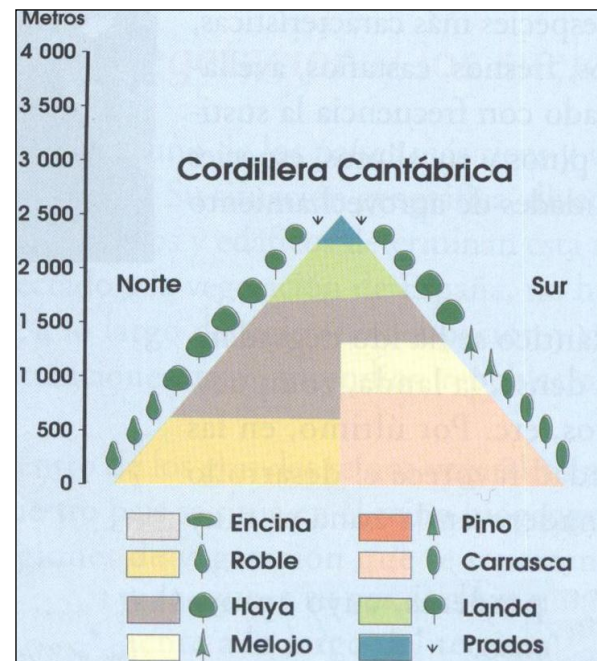 Metros
4 000
3 500
3 000
Cordillera Cantábrica
2 500
2 000
Norte
Sur
1 500
1 000
500
0
Encina
Pino
Roble
Carrasca
Haya
Landa
Melojo
Prados